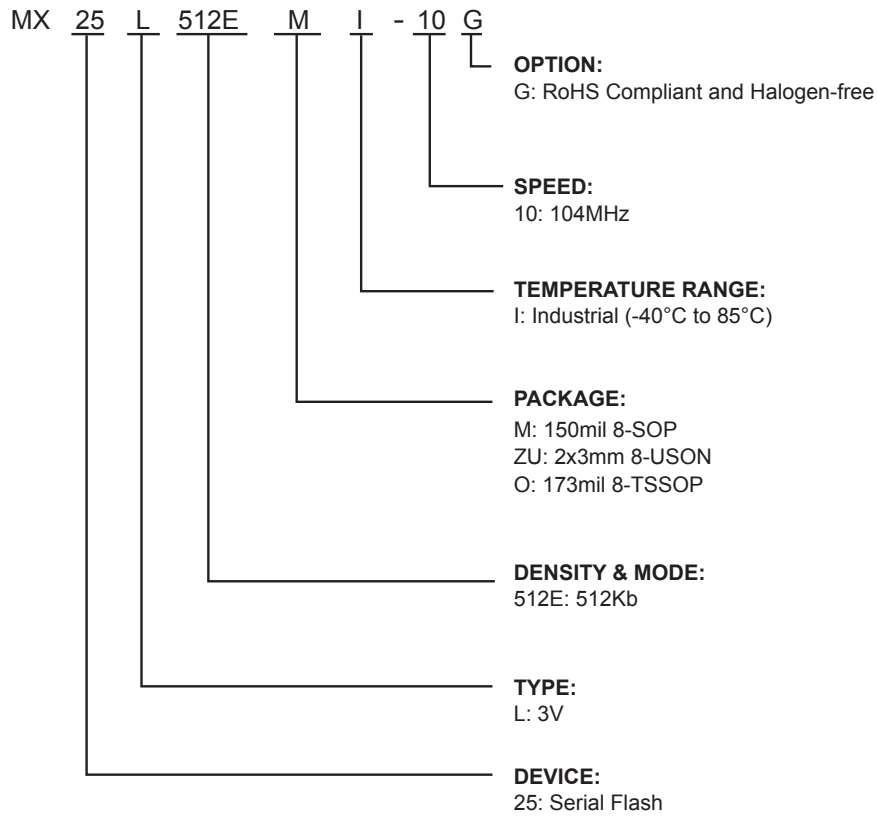 MX 25 L 512E M I - 10 G
OPTION:
G: RoHS Compliant and Halogen-free
SPEED:
10: 104MHz
TEMPERATURE RANGE:
I: Industrial (-40°C to 85°C)
PACKAGE:
M: 150mil 8-SOP
ZU: 2x3mm 8-USON
O: 173mil 8-TSSOP
DENSITY & MODE:
512E: 512Kb
TYPE:
L: 3V
DEVICE:
25: Serial Flash